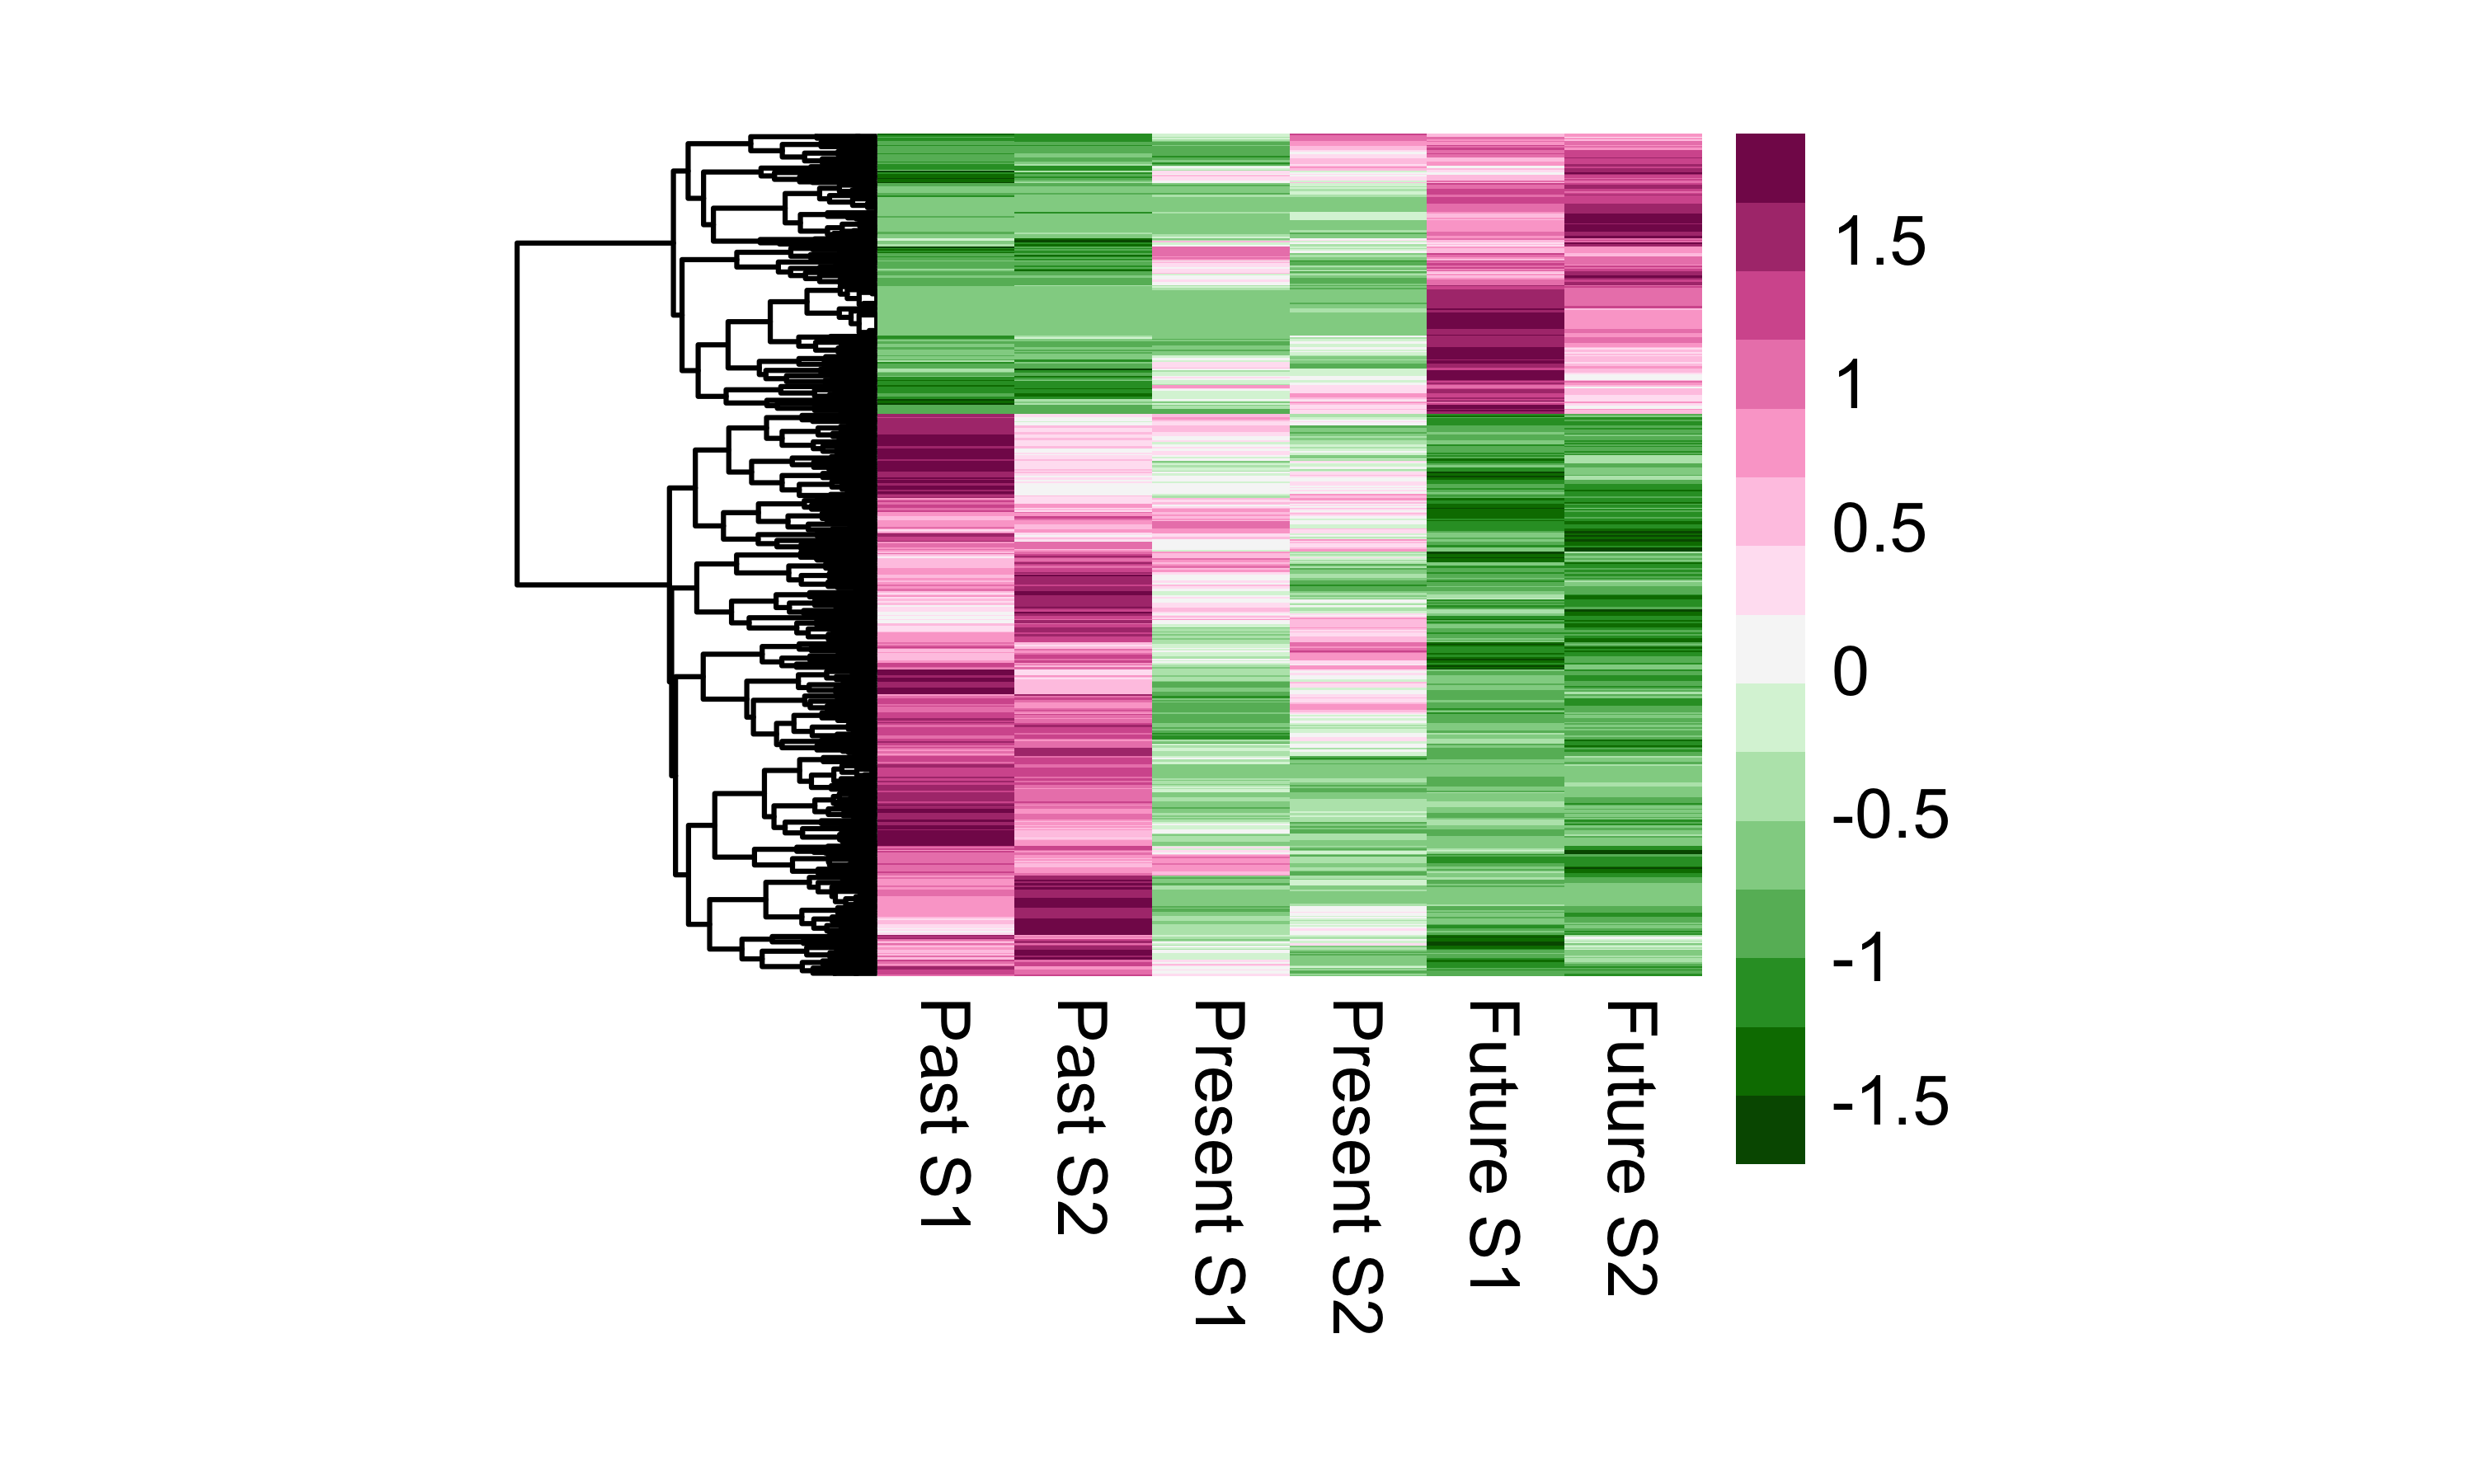 1.5
1
0.5
0
-0.5
-1
-1.5
Past S1
Past S2
Present S1
Present S2
Future S1
Future S2